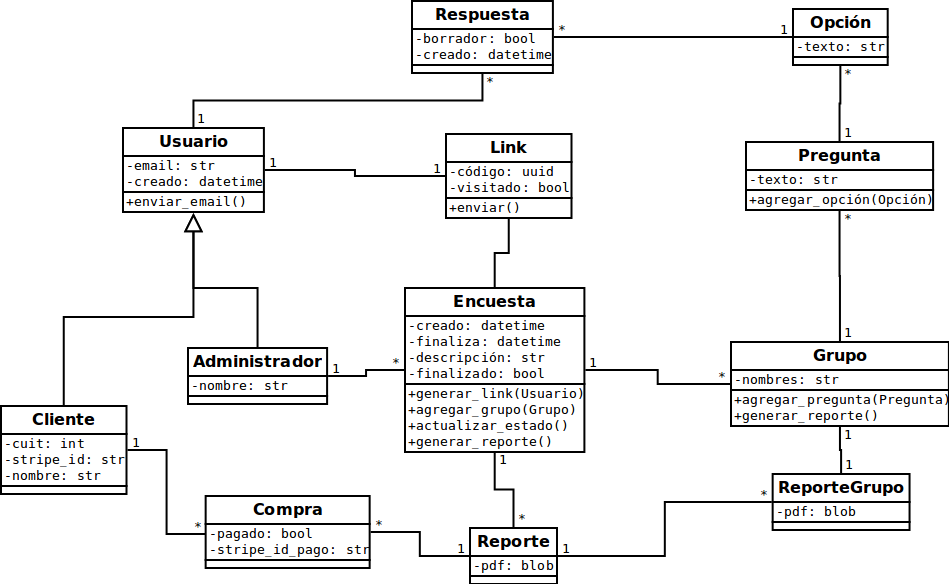 Respuesta
-borrador: bool
-creado: datetime
*
1
*
Opción
-texto: str
*
1
1
Usuario
-email: str
-creado: datetime
+enviar_email()
1
1
Link
-código: uuid
-visitado: bool
+enviar()
Pregunta
-texto: str
+agregar_opción(Opción)
*
1
Encuesta
-creado: datetime
-finaliza: datetime
-descripción: str
-finalizado: bool
+generar_link(Usuario)
+agregar_grupo(Grupo)
+actualizar_estado()
+generar_reporte()
1
*
1
Administrador
-nombre: str
1
*
Grupo
-nombres: str
+agregar_pregunta(Pregunta)
+generar_reporte()
1
1
Cliente
-cuit: int
-stripe_id: str
-nombre: str
1
*
Compra
-pagado: bool
-stripe_id_pago: str
*
1
*
Reporte
-pdf: blob
1
*
ReporteGrupo
-pdf: blob